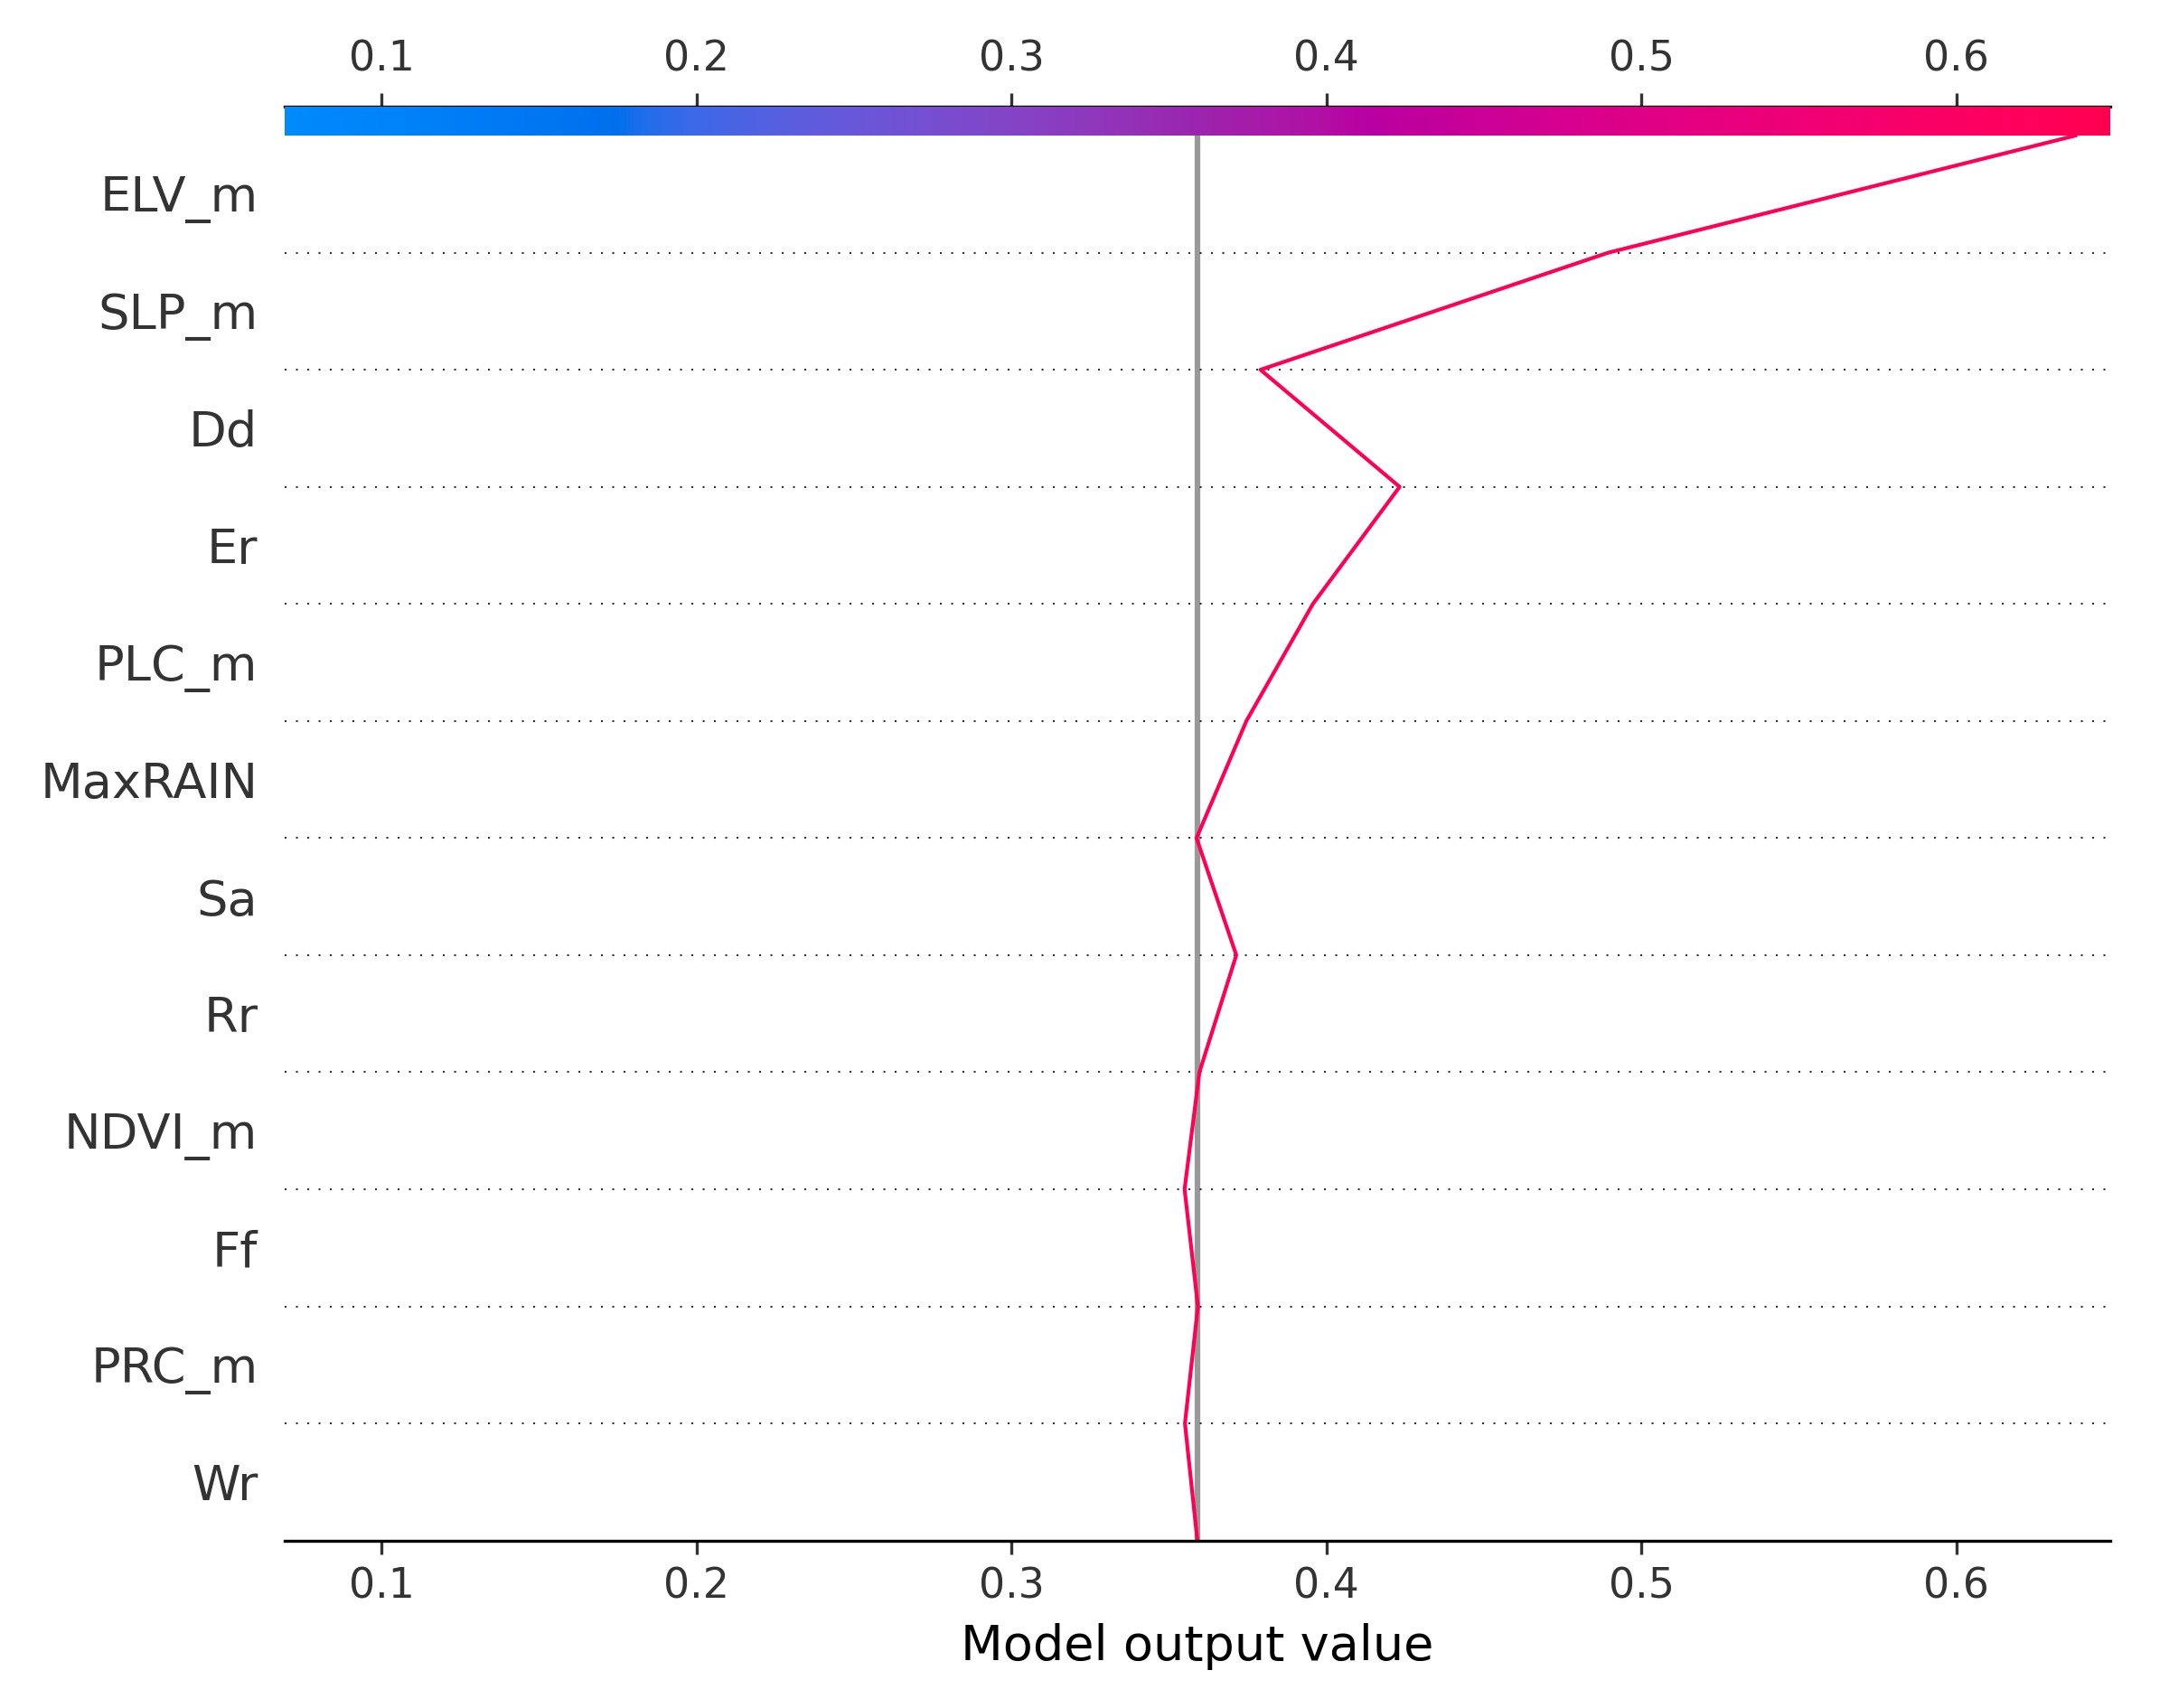 0.1 0.2 0.3 0.4 0.5 0.6
ELV_m
SLP_m
Dd
Er
PLC_m
MaxRAIN
Sa
Rr
NDVI_m
Ff
PRC_m
Wr
0.1 0.2 0.3 0.4 0.5 0.6
Model output value